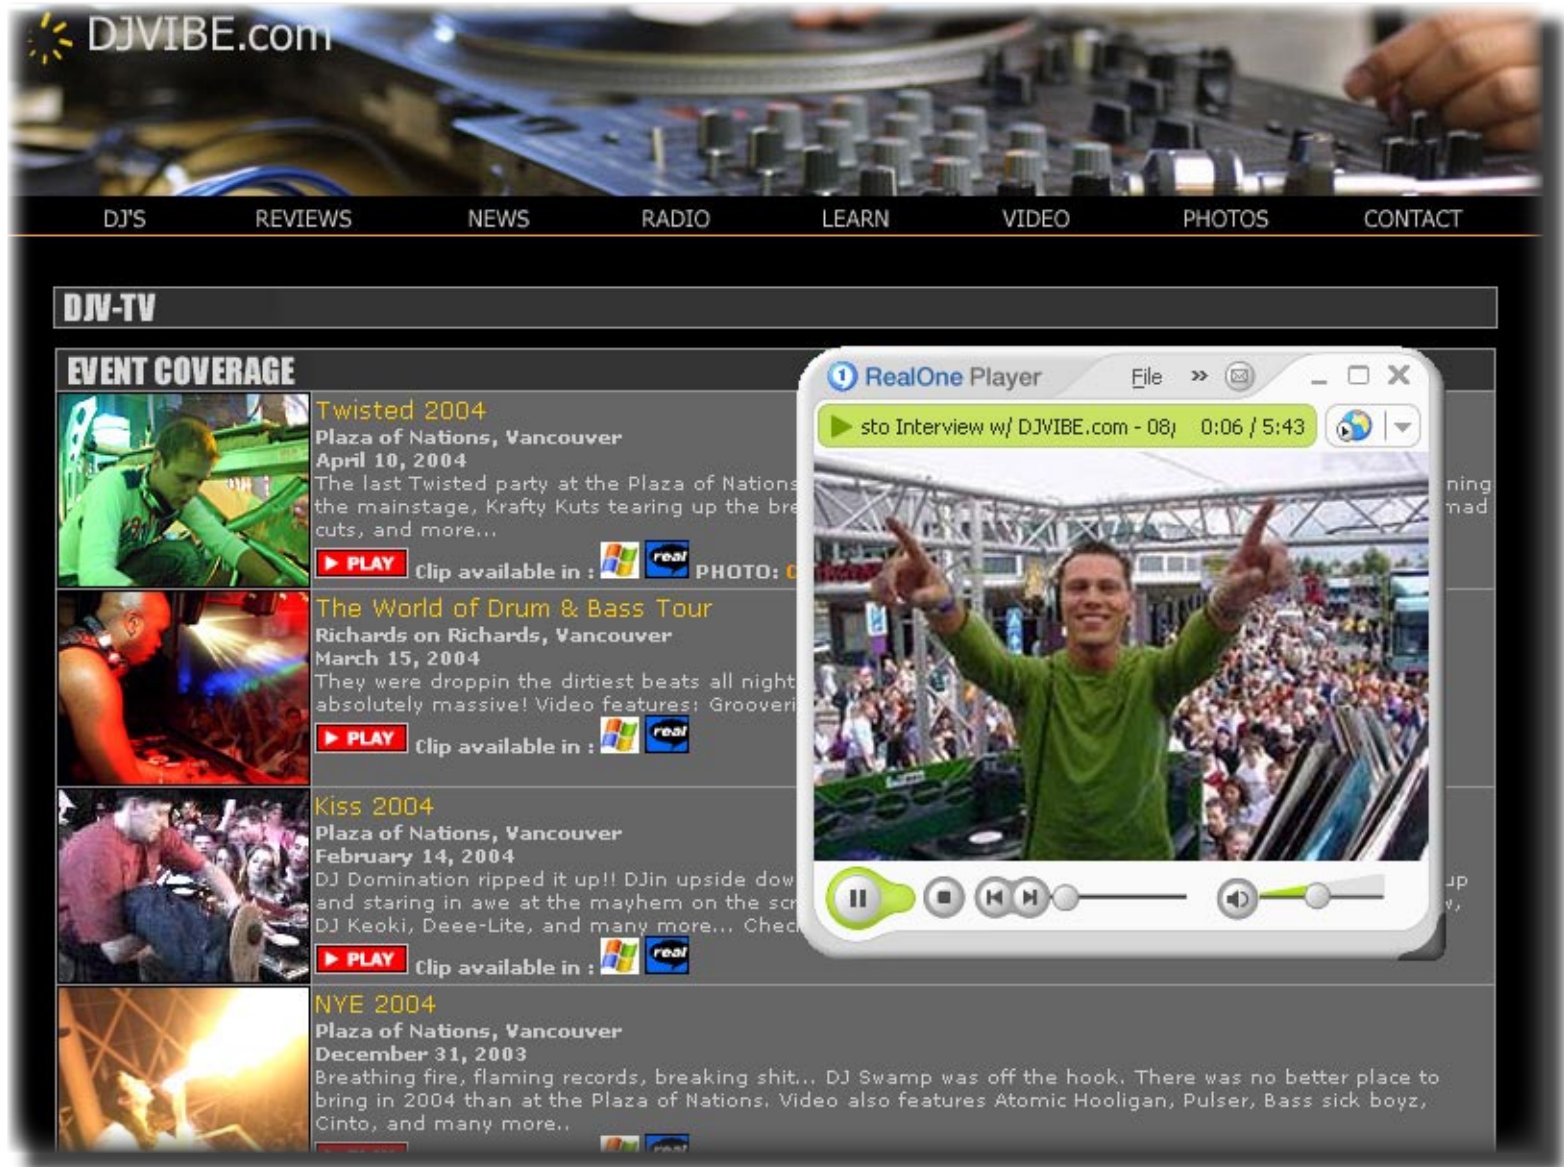 DJVIBE.com
DJ'S REVIEWS NEWS RADIO LEARN VIDEO PHOTOS CONTACT
DJV-TV
EVENT COVERAGE
Twisted 2004
Plaza of Nations, Vancouver
April 10, 2004
The last Twisted party at the Plaza of Nations
the mainstage, Krafty Kuts tearing up the mad
cuts, and more...
PLAY Clip available in : real PHOTO:
The World of Drum & Bass Tour
Richards on Richards, Vancouver
March 15, 2004
They were droppin the dirtiest beats all night
absolutely massive! Video features:
PLAY Clip available in : real
Kiss 2004
Plaza of Nations, Vancouver
February 14, 2004
DJ Domination ripped it up!! DJin upside up
and staring in awe at the mayhem on the
DJ Keoki, Deee-Lite, and many more...
PLAY Clip available in : real
NYE 2004
Plaza of Nations, Vancouver
December 31, 2003
Breathing fire, flaming records, breaking shit... DJ Swamp was off the hook. There was no better place to
bring in 2004 than at the Plaza of Nations. Video also features Atomic Hooligan, Pulser, Bass sick boyz,
Cinto, and many more..
1 RealOne Player File »
sto Interview w/ DJVIBE.com - 08/ 0:06 / 5:43